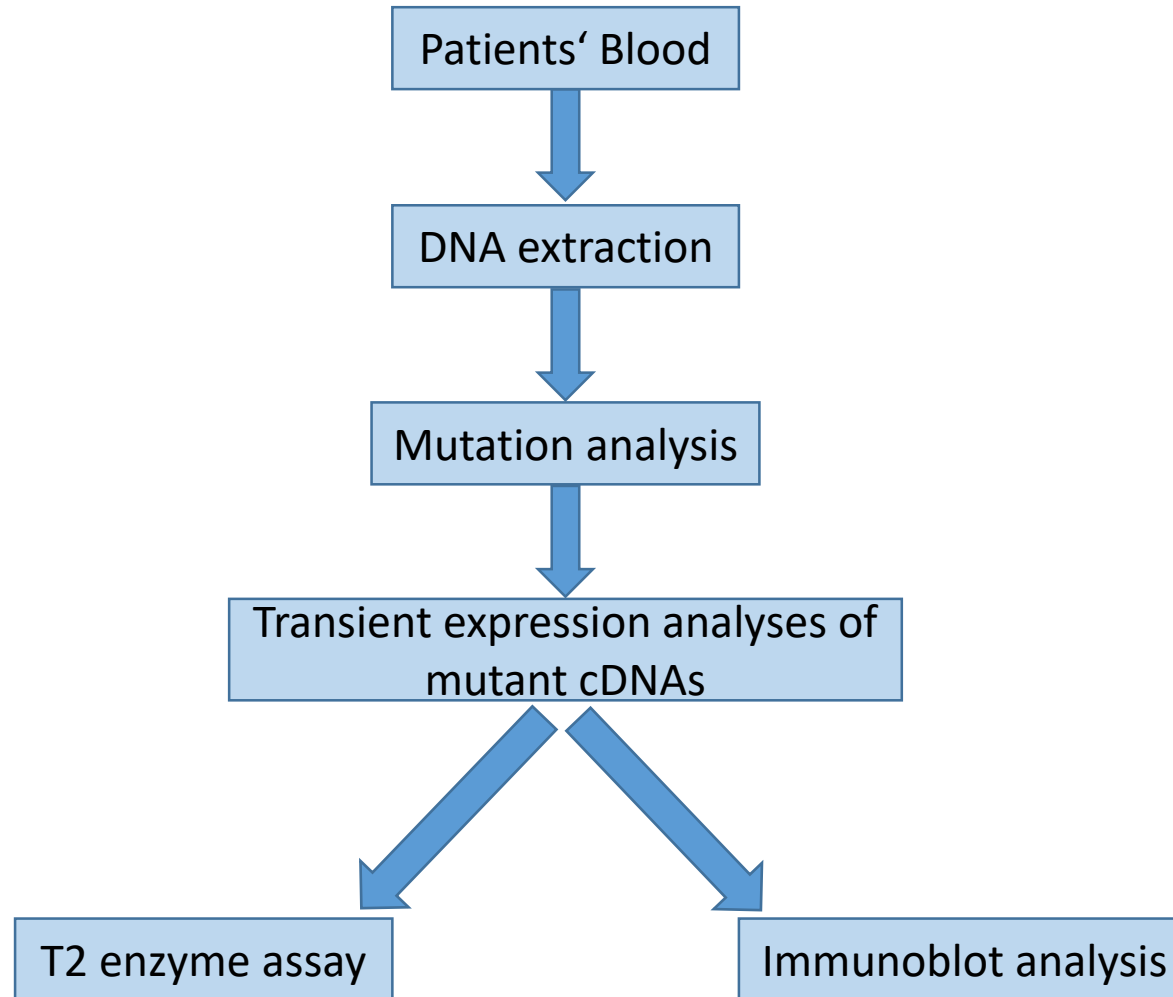 Patients‘ Blood
DNA extraction
Mutation analysis
Transient expression analyses of
mutant cDNAs
T2 enzyme assay
Immunoblot analysis